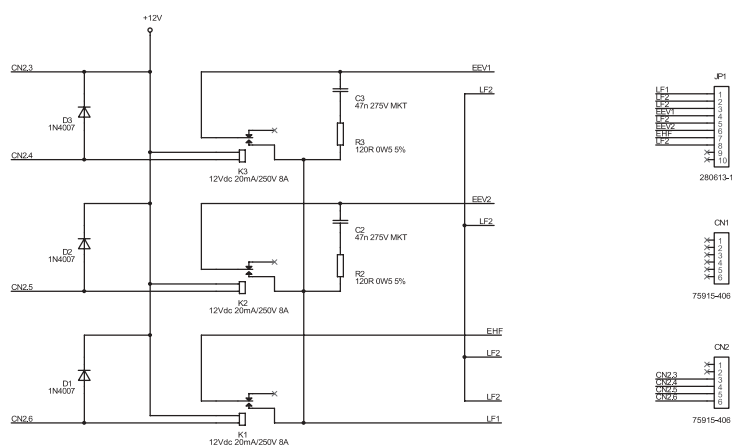 +12V
CN2,3
D3
1N4007
CN2.4
C3
47n 275V MKT
R3
120R 0W5 5%
K3
12Vdc 20mA/250V 8A
EEV1
LF2
D2
1N4007
CN2.5
C2
47n 275V MKT
R2
120R 0W5 5%
K2
12Vdc 20mA/250V 8A
EEV2
LF2
D1
1N4007
CN2,6
K1
12Vdc 20mA/250V 8A
EHF
LF2
LF2
LF1
JP1
LF1 1
LF2 2
LF2 3
EEV1 4
LF2 5
EEV2 6
EHF 7
LF2 8
9
10
280613-1
CN1
1
2
3
4
5
6
75915-406
CN2
1
2
CN2,3 3
CN2,4 4
CN2,5 5
CN2,6 6
75915-406